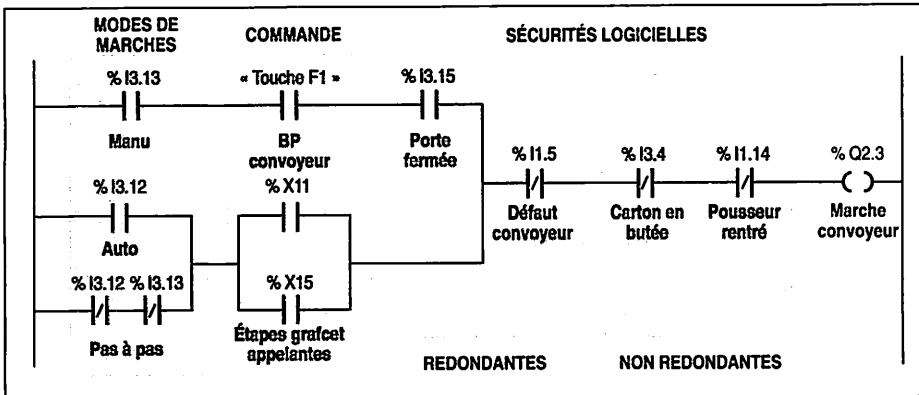 MODES DE MARCHES
COMMANDE
SÉCURITÉS LOGICIELLES
% I3.13
« Touche F1 »
% I3.15
Manu
BP convoyeur
Porte fermée
% I1.5
% I3.4
% I1.14
% Q2.3
Défaut convoyeur
Carton en butée
Pousseur rentré
Marche convoyeur
% I3.12
% X11
Auto
% I3.12 % I3.13
% X15
Pas à pas
Étapes grafcet appelantes
REDONDANTES
NON REDONDANTES